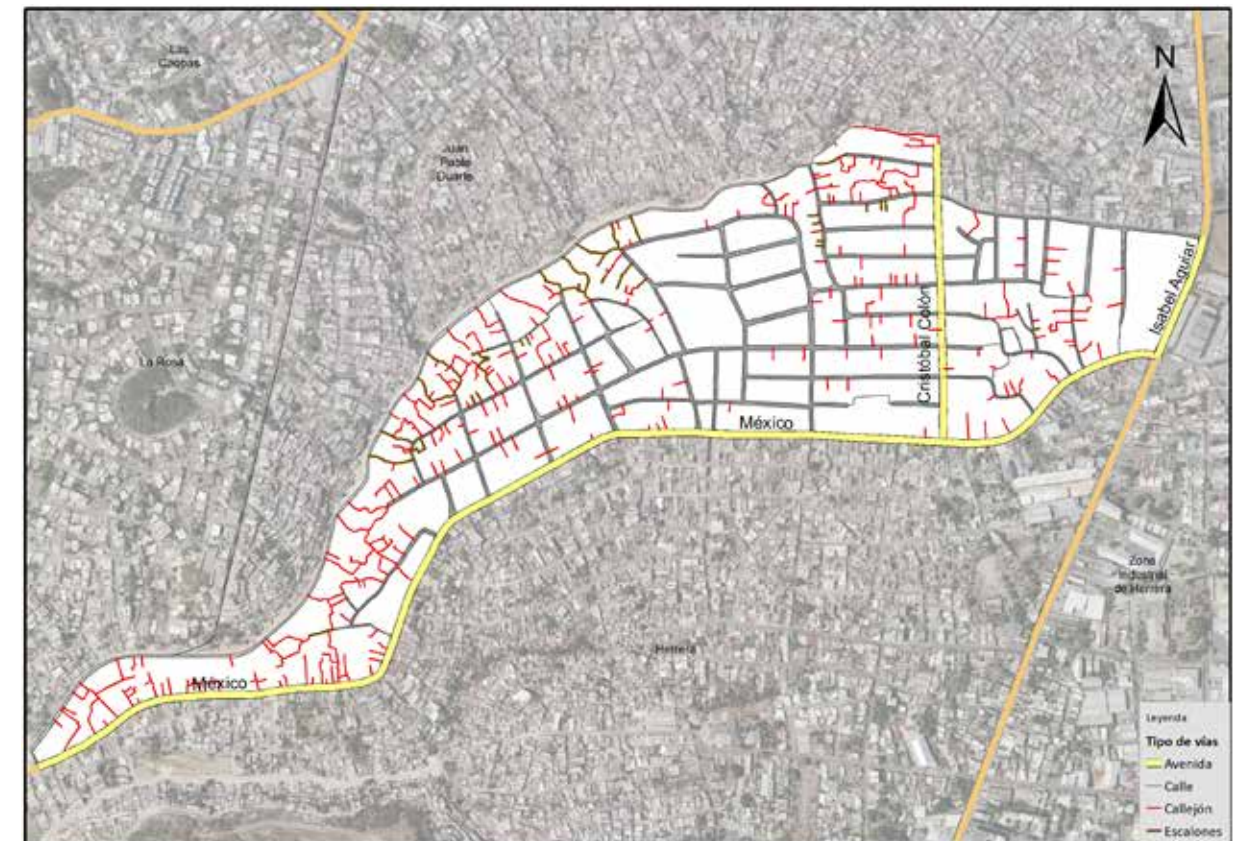 Las
Caobas
N
Juan
Pablo
Duarte
Isabel Aguiar
La Rosa
Cristóbal Colón
México
Zona
Industrial
de Herrera
Herrera
México
Leyenda
Tipo de vías
Avenida
Calle
Callejón
Escalones